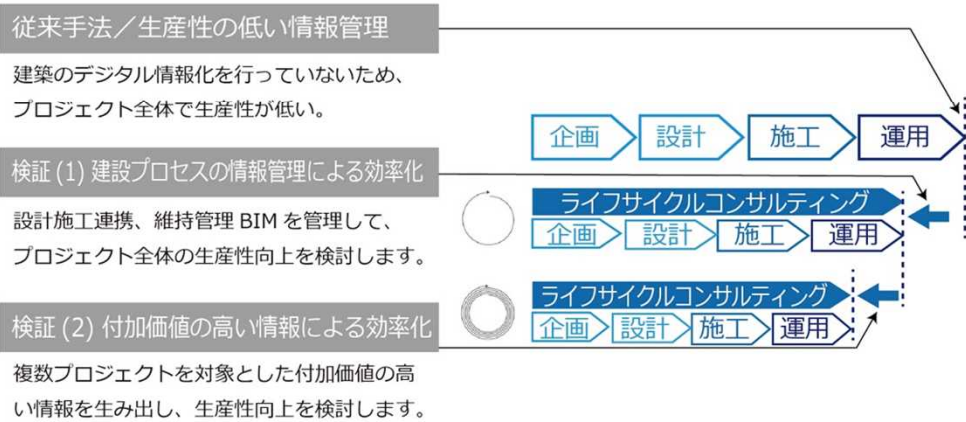 従来手法／生産性の低い情報管理
建築のデジタル情報化を行っていないため、
プロジェクト全体で生産性が低い。
企画 設計 施工 運用
検証 (1) 建設プロセスの情報管理による効率化
設計施工連携、維持管理 BIM を管理して、
プロジェクト全体の生産性向上を検討します。
ライフサイクルコンサルティング
企画 設計 施工 運用
検証 (2) 付加価値の高い情報による効率化
複数プロジェクトを対象とした付加価値の高
い情報を生み出し、生産性向上を検討します。
ライフサイクルコンサルティング
企画 設計 施工 運用